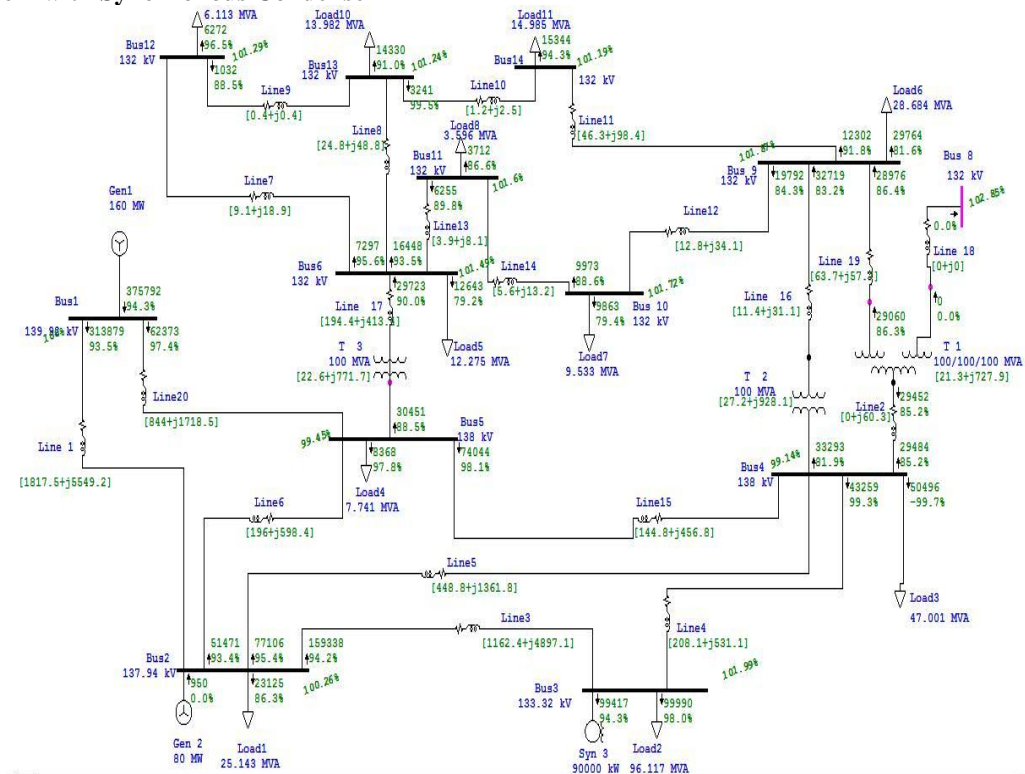 6.113 MVA
6272
96.5%
101.29%
Bus12
132 kV
1032
88.5%
Line9
[0.4+j0.4]
Load10
13.982 MVA
14330
91.0%
101.24%
Bus13
132 kV
3241
99.5%
Line10
[1.2+j2.5]
Load11
14.985 MVA
15344
94.3%
101.19%
Bus14
132 kV
Line11
[46.3+j98.4]
Load6
28.684 MVA
12302
91.8%
29764
81.6%
Bus 9
132 kV
19792
84.3%
32719
83.2%
28976
86.4%
Bus 8
132 kV
102.85%
0.0%
Line 18
[0+j0]
0
0.0%
Line8
[24.8+j48.8]
Load8
3.596 MVA
3712
86.6%
Bus11
132 kV
101.6%
6255
89.8%
Line13
[3.9+j8.1]
Gen1
160 MW
Line7
[9.1+j18.9]
Line12
[12.8+j34.1]
Line 19
Line 16
[11.4+j31.1]
29060
86.3%
7297
95.6%
16448
93.5%
101.49%
Bus6
132 kV
29723
90.0%
12643
79.2%
Line14
[5.6+j13.2]
9973
88.6%
101.72%
Bus 10
132 kV
9863
79.4%
Load7
9.533 MVA
Line 17
Load5
12.275 MVA
375792
94.3%
Bus1
313879
93.5%
62373
97.4%
T 3
100 MVA
[22.6+j771.7]
T 1
100/100/100 MVA
[21.3+j727.9]
T 2
100 MVA
[27.2+j928.1]
Line2
[0+j60.3]
29452
85.2%
Line20
[844+j1718.5]
30451
88.5%
99.45%
Bus5
138 kV
8368
97.8%
74044
98.1%
Load4
7.741 MVA
Line 1
[1817.5+j5549.2]
33293
81.9%
29484
85.2%
99.14%
Bus4
138 kV
43259
99.3%
50496
-99.7%
Line6
[196+j598.4]
Line15
[144.8+j456.8]
Line5
[448.8+j1361.8]
Load3
47.001 MVA
Line3
[1162.4+j4897.1]
Line4
[208.1+j531.1]
51471
93.4%
77106
95.4%
159338
94.2%
100.26%
Bus2
137.94 kV
950
0.0%
23125
86.3%
Gen 2
80 MW
Load1
25.143 MVA
101.99%
Bus3
133.32 kV
99417
94.3%
99990
98.0%
Syn 3
90000 kW
Load2
96.117 MVA